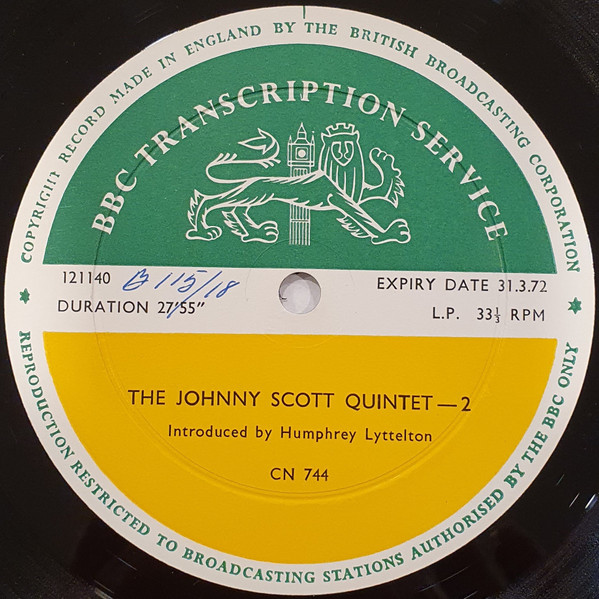 COPYRIGHT RECORD MADE IN ENGLAND BY THE BRITISH BROADCASTING CORPORATION
BBC TRANSCRIPTION SERVICE
121140 B 115/18
EXPIRY DATE 31.3.72
DURATION 27'55"
L.P. 33⅓ RPM
THE JOHNNY SCOTT QUINTET—2
Introduced by Humphrey Lyttelton
CN 744
REPRODUCTION RESTRICTED TO BROADCASTING STATIONS AUTHORISED BY THE BBC ONLY